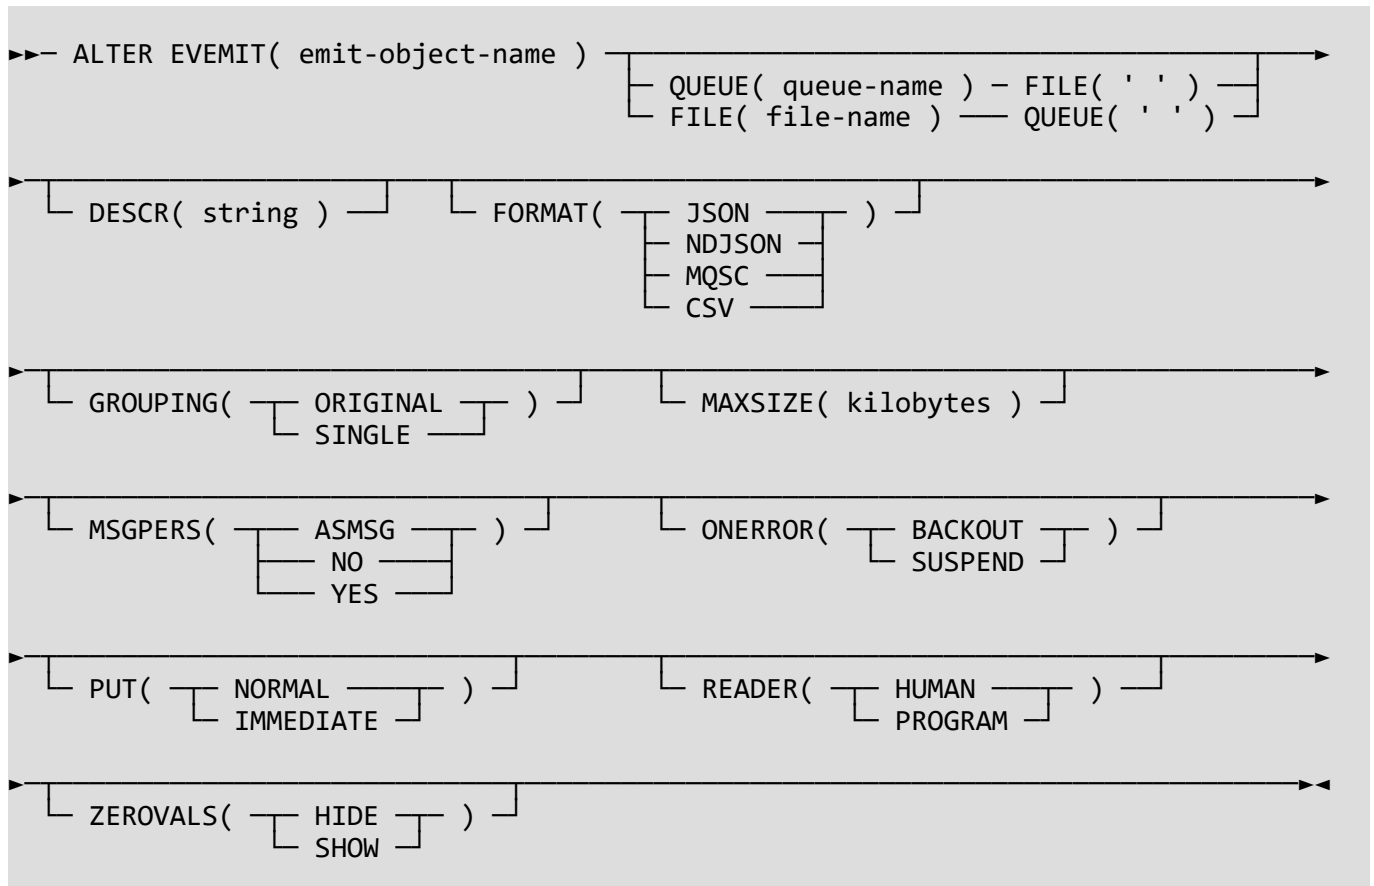 ALTER EVEMIT( emit-object-name )
QUEUE( queue-name ) ─ FILE( ' ' )
FILE( file-name ) ─── QUEUE( ' ' )
DESCR( string ) FORMAT( JSON )
NDJSON
MQSC
CSV
GROUPING( ORIGINAL ) MAXSIZE( kilobytes )
SINGLE
MSGPERS( ASMSG ) ONERROR( BACKOUT )
NO SUSPEND
YES
PUT( NORMAL ) READER( HUMAN )
IMMEDIATE PROGRAM
ZEROVALS( HIDE )
SHOW